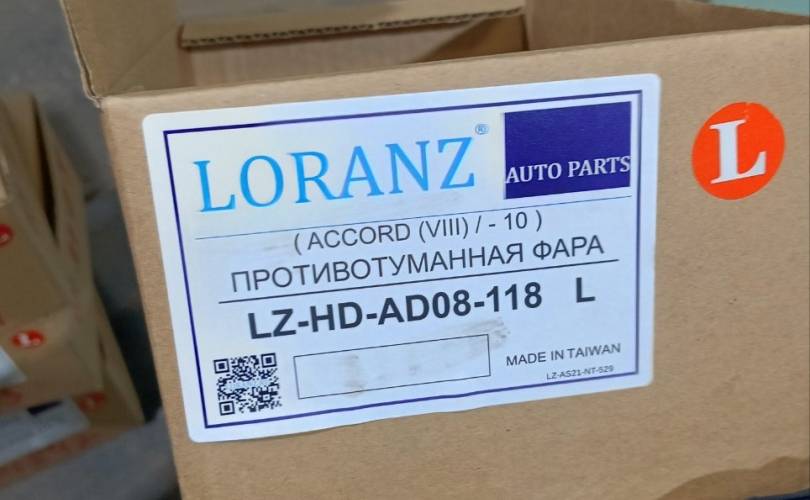 LORANZ®
AUTO PARTS
( ACCORD (VIII) / - 10 )
ПРОТИВОТУМАННАЯ ФАРА
LZ-HD-AD08-118 L
MADE IN TAIWAN
LZ-AS21-NT-529
L
L